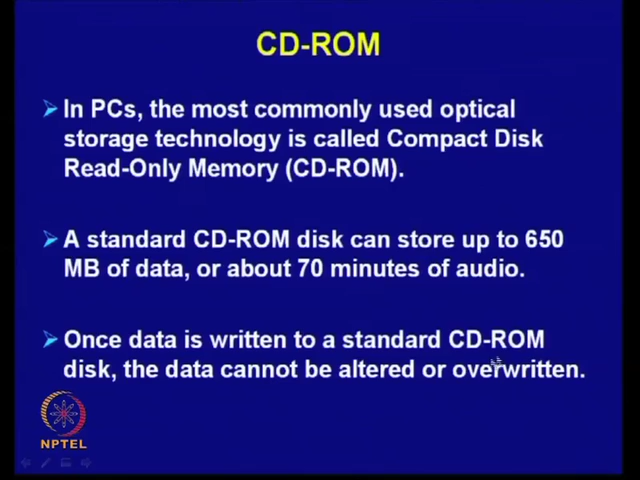 CD-ROM
In PCs, the most commonly used optical
storage technology is called Compact Disk
Read-Only Memory (CD-ROM).
A standard CD-ROM disk can store up to 650
MB of data, or about 70 minutes of audio.
Once data is written to a standard CD-ROM
disk, the data cannot be altered or overwritten.
NPTEL